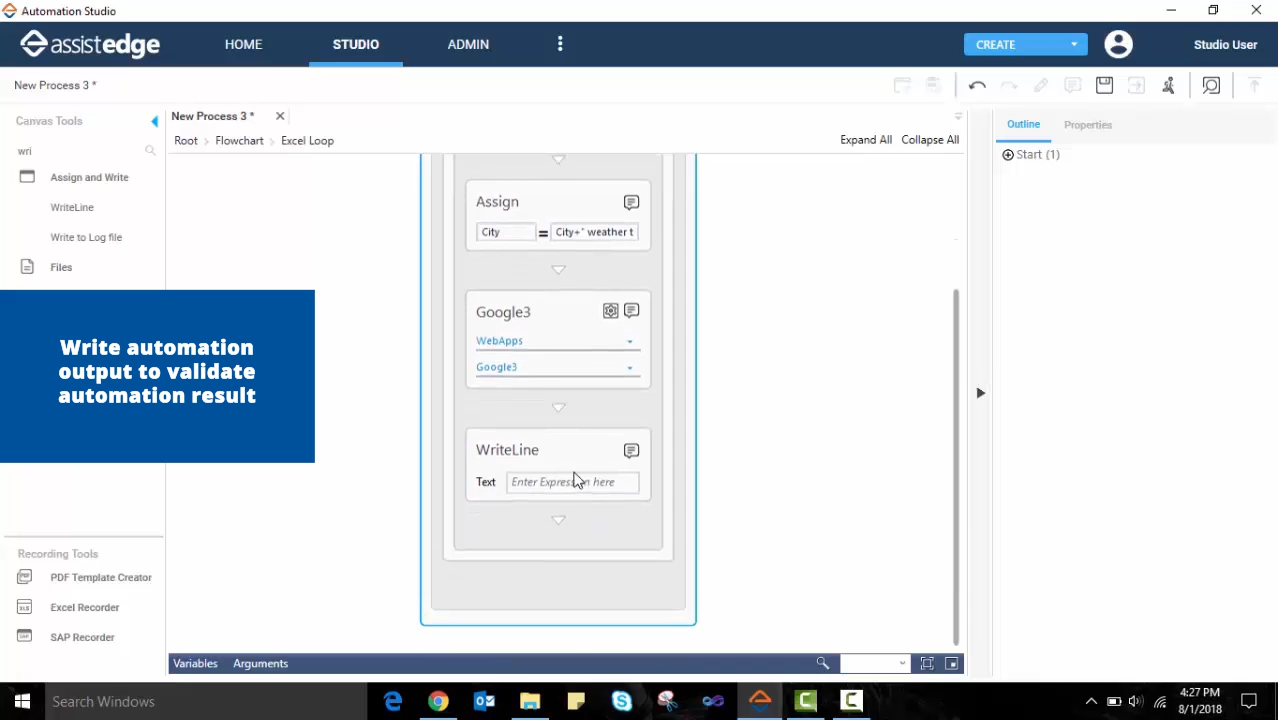 Automation Studio
assistedge
HOME
STUDIO
ADMIN
CREATE
Studio User
New Process 3 *
Canvas Tools
wri
Assign and Write
WriteLine
Write to Log file
Files
Write automation
output to validate
automation result
Recording Tools
PDF Template Creator
Excel Recorder
SAP Recorder
New Process 3 *
Root > Flowchart > Excel Loop
Expand All
Collapse All
Assign
City = City+" weather t
Google3
WebApps
Google3
WriteLine
Text Enter Expression here
Variables
Arguments
Outline
Properties
Start (1)
Search Windows
4:27 PM
8/1/2018